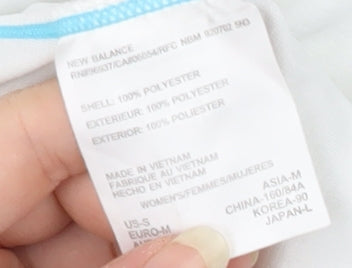 NEW BALANCE
SHELL: 100% POLYESTER
EXTERIEUR: 100% POLYESTER
EXTERIOR: 100% POLIESTER
MADE IN VIETNAM
FABRIQUE AU VIETNAM
HECHO EN VIETNAM
WOMEN'S/FEMMES/MUJERES
US-S ASIA-M
EURO-M CHINA-160/84A
KOREA-90
JAPAN-L